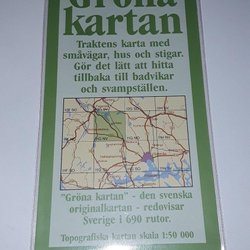 Gröna
kartan
Traktens karta med
småvägar, hus och stigar.
Gör det lätt att hitta
tillbaka till badvikar
och svampställen.
"Gröna kartan" - den svenska
originalkartan - redovisar
Sverige i 690 rutor.
Topografiska kartan skala 1:50 000